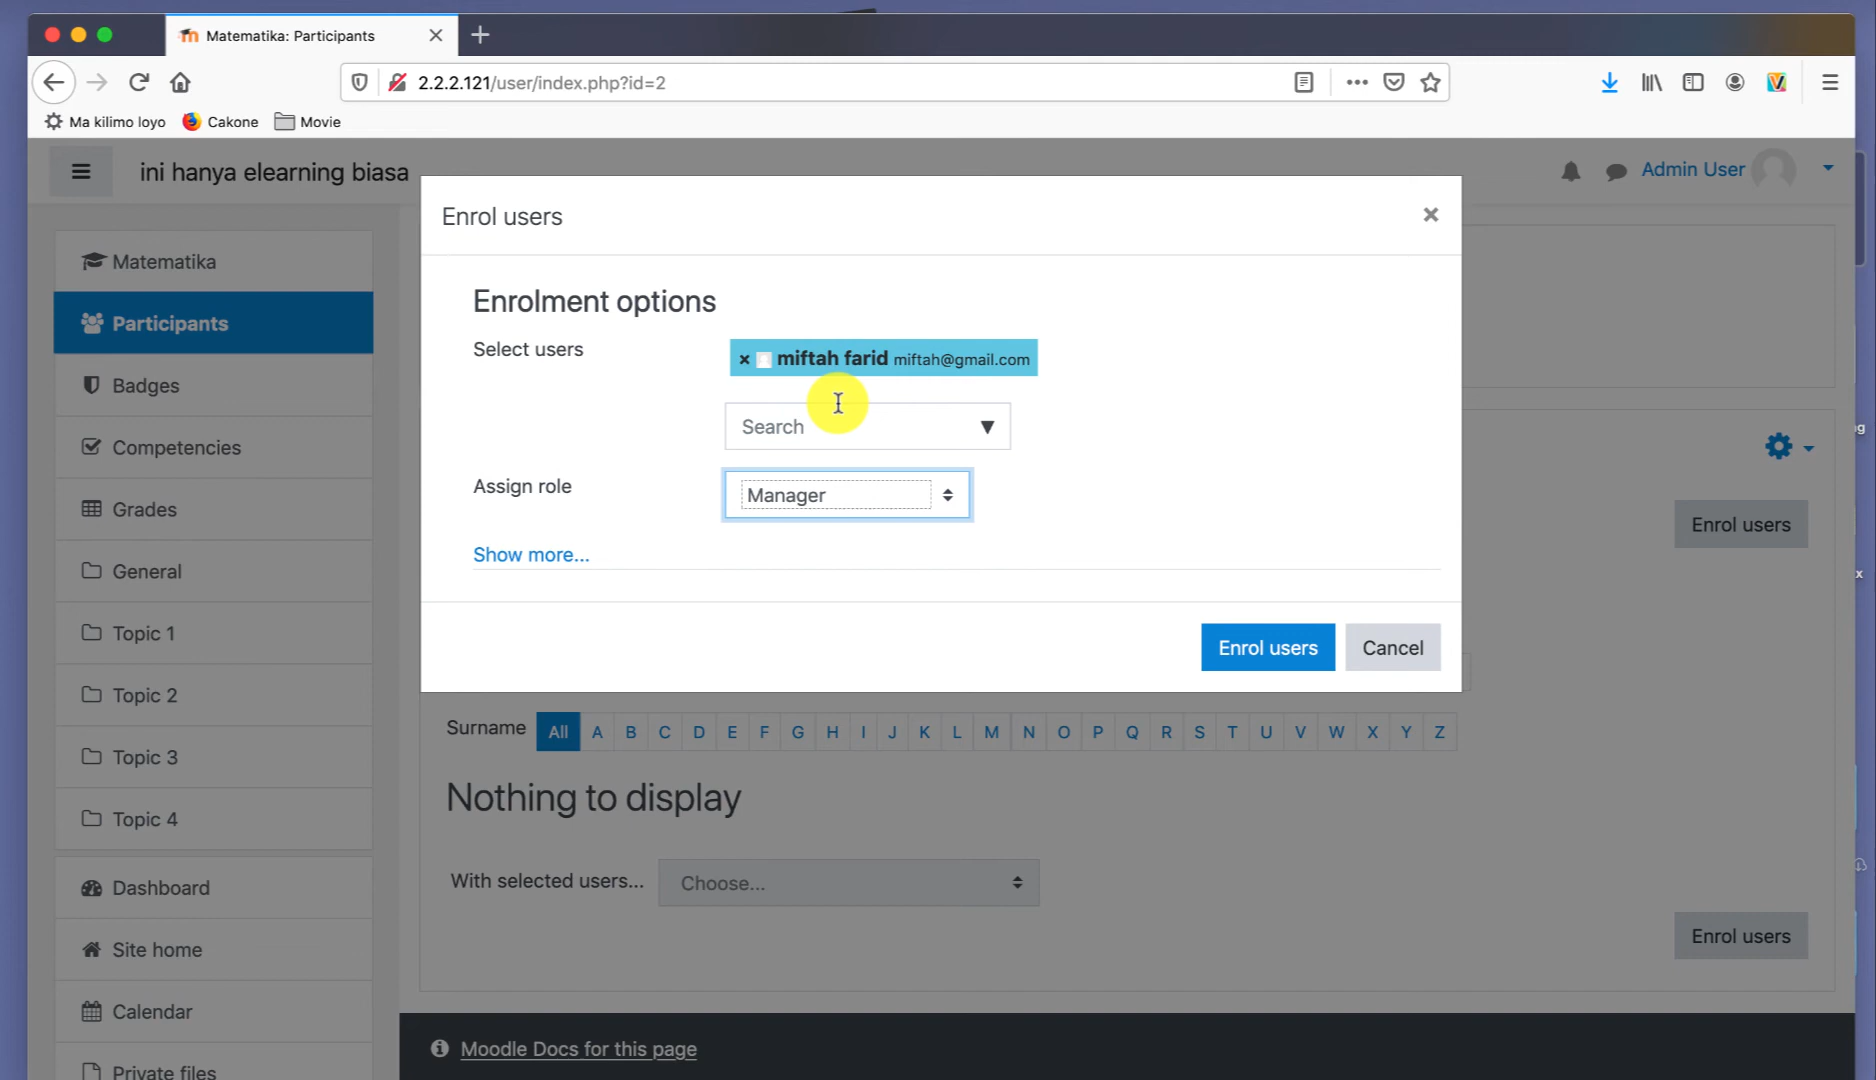 Matematika: Participants
2.2.2.121/user/index.php?id=2
Ma kilimo loyo
Cakone
Movie
ini hanya elearning biasa
Admin User
Matematika
Participants
Badges
Competencies
Grades
General
Topic 1
Topic 2
Topic 3
Topic 4
Dashboard
Site home
Calendar
Private files
Enrol users
×
Enrolment options
Select users
× miftah farid miftah@gmail.com
Search ▼
Assign role
Manager
Show more...
Enrol users
Cancel
Enrol users
Surname All A B C D E F G H I J K L M N O P Q R S T U V W X Y Z
Nothing to display
With selected users... Choose...
Enrol users
Moodle Docs for this page